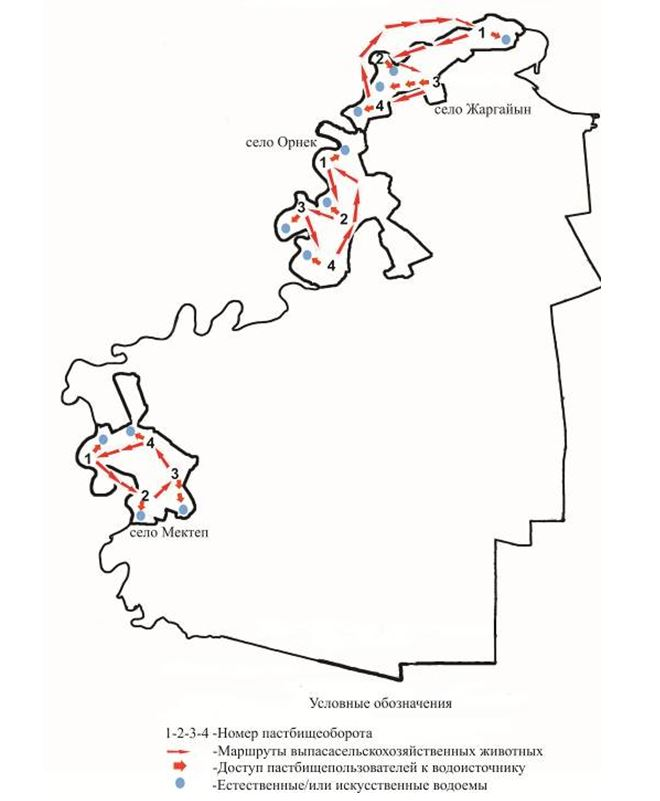 1
2
3
4
село Жаргайын
село Орнек
1
3
2
4
4
1
3
2
село Мектеп
Условные обозначения
1-2-3-4 -Номер пастбищеоборота
-Маршруты выпасасельскохозяйственных животных
-Доступ пастбищепользователей к водоисточнику
-Естественные/или искусственные водоемы